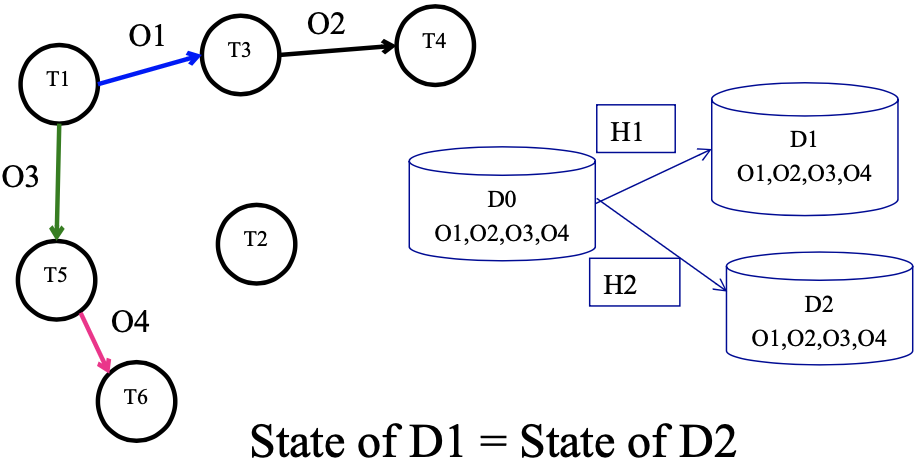 O1
O2
T1
T3
T4
O3
T2
T5
O4
T6
H1
D1
O1,O2,O3,O4
D0
O1,O2,O3,O4
H2
D2
O1,O2,O3,O4
State of D1 = State of D2